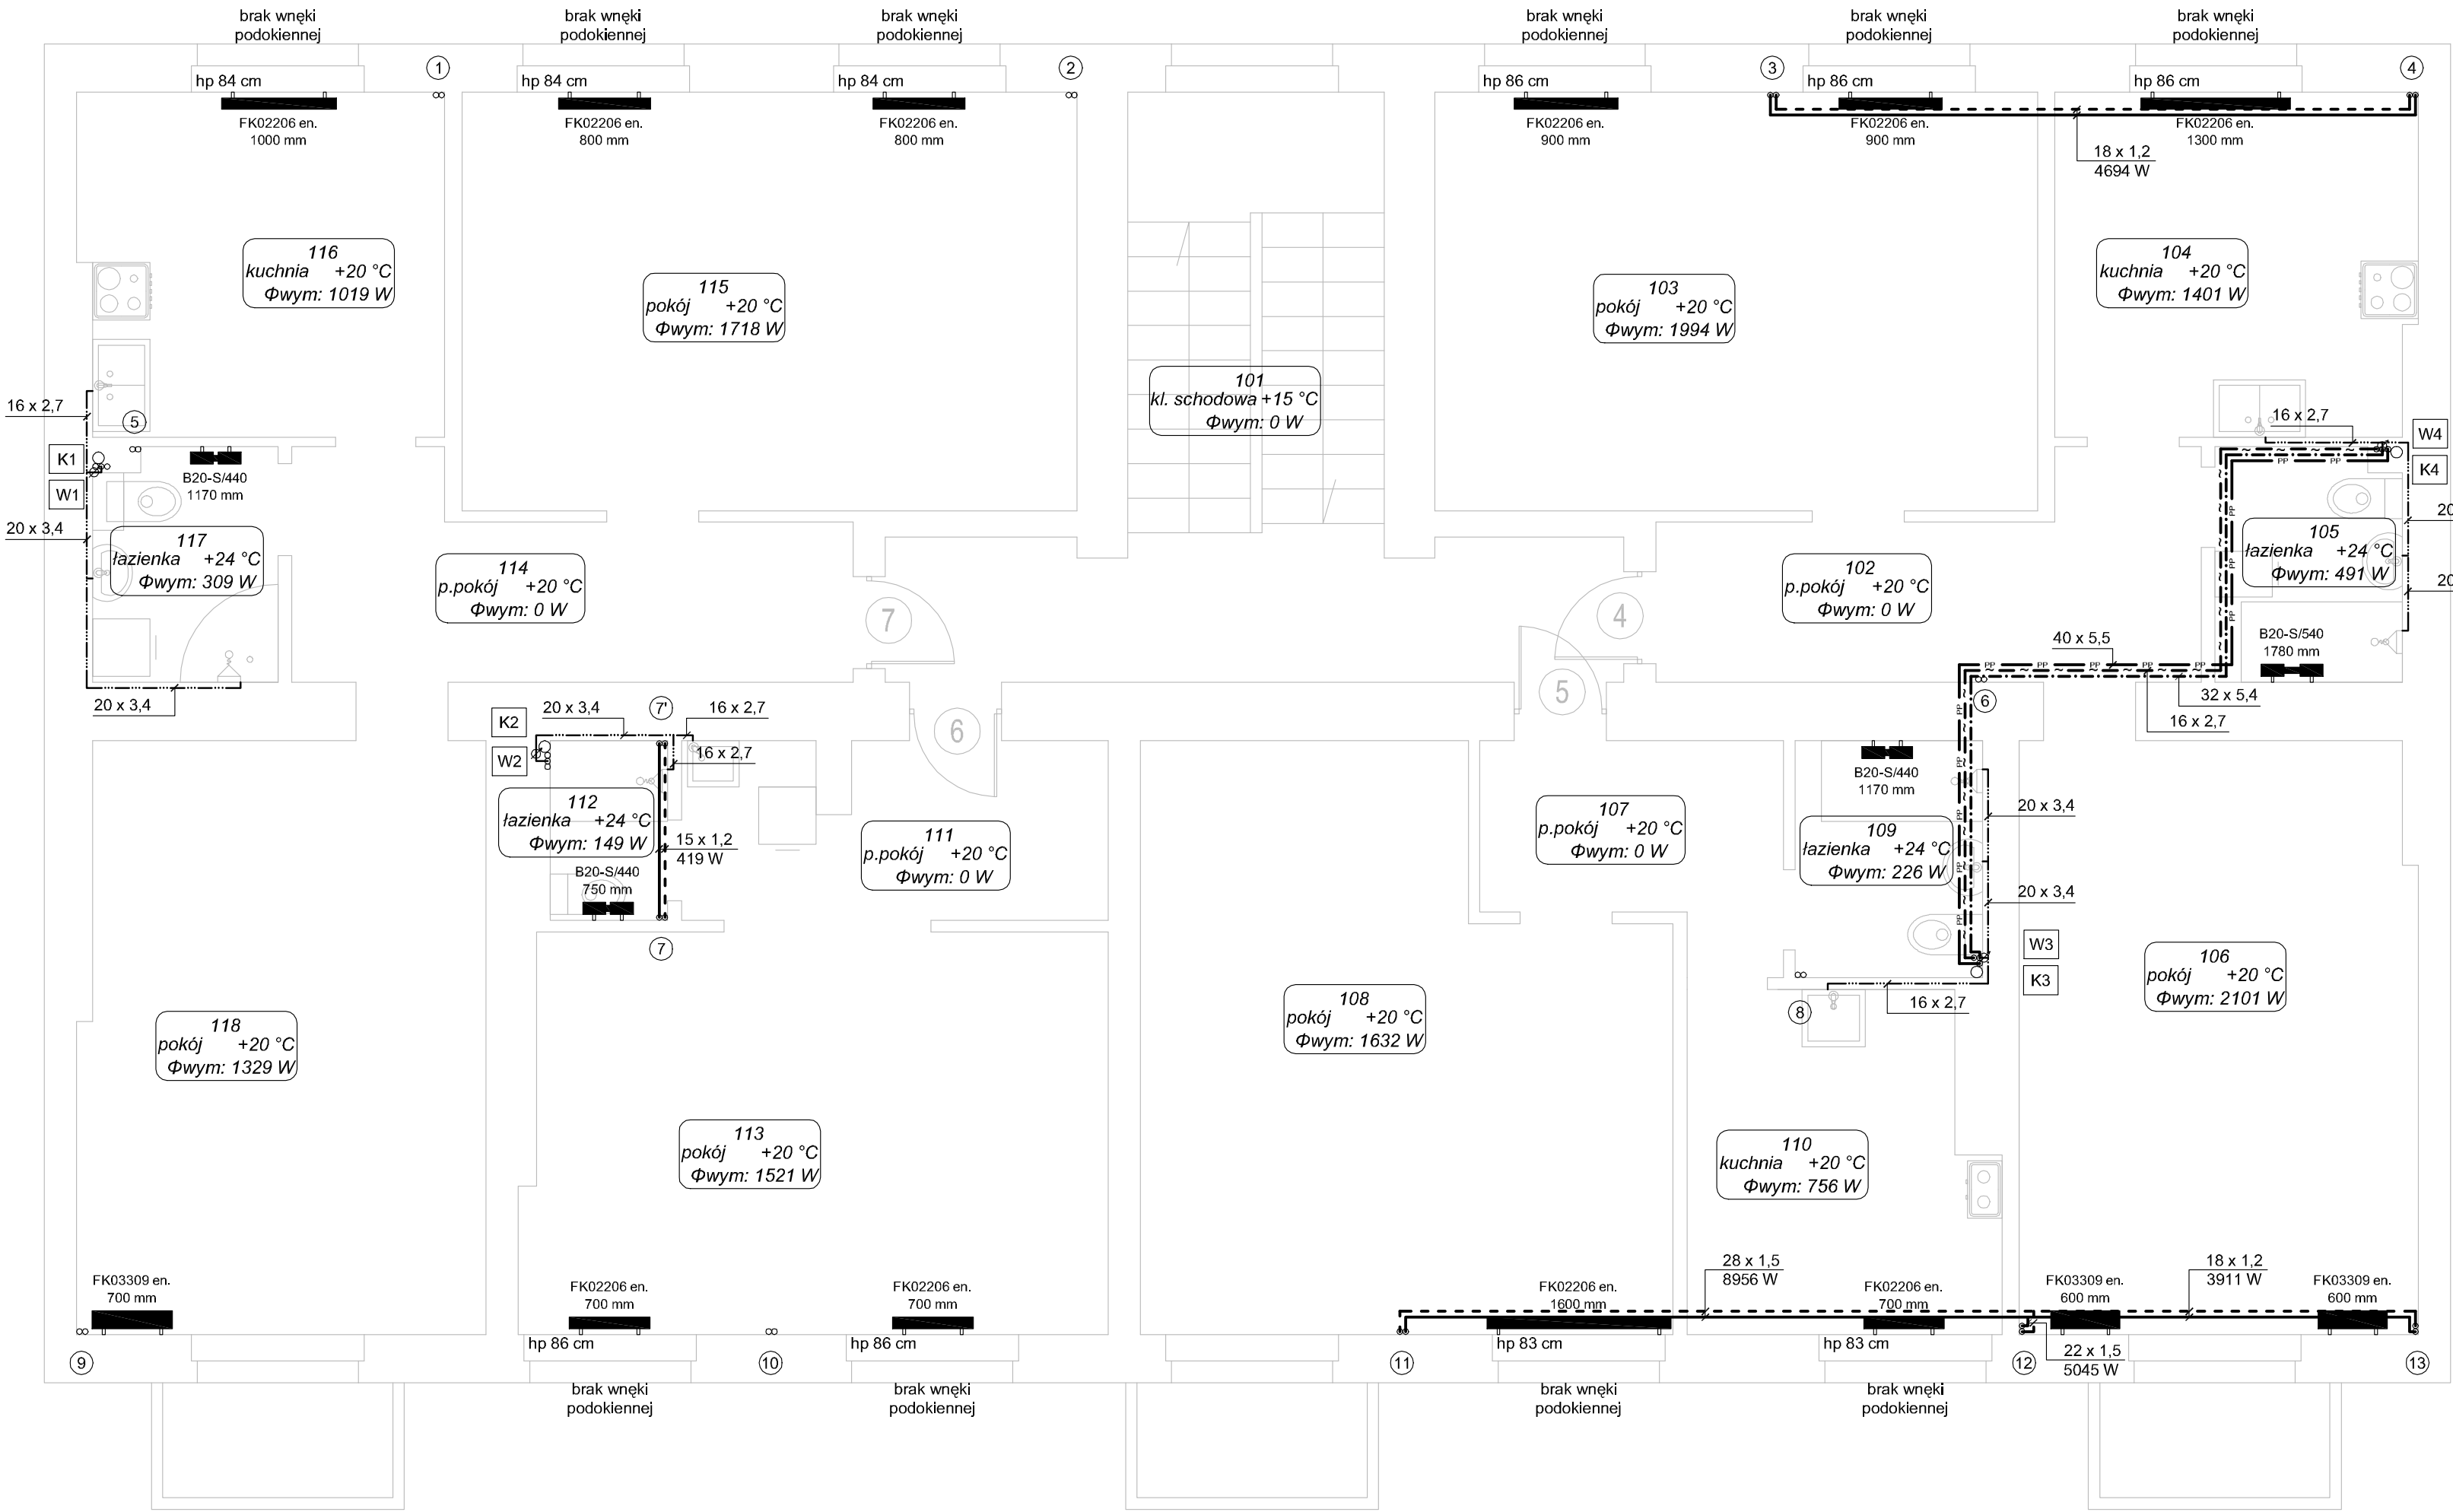 brak wnęki
podokiennej
brak wnęki
podokiennej
brak wnęki
podokiennej
brak wnęki
podokiennej
brak wnęki
podokiennej
brak wnęki
podokiennej
1
2
3
4
hp 84 cm
hp 84 cm
hp 84 cm
hp 86 cm
hp 86 cm
hp 86 cm
FK02206 en.
1000 mm
FK02206 en.
800 mm
FK02206 en.
800 mm
FK02206 en.
900 mm
FK02206 en.
900 mm
FK02206 en.
1300 mm
18 x 1,2
4694 W
116
kuchnia +20 °C
Φwym: 1019 W
115
pokój +20 °C
Φwym: 1718 W
103
pokój +20 °C
Φwym: 1994 W
104
kuchnia +20 °C
Φwym: 1401 W
101
kl. schodowa +15 °C
Φwym: 0 W
16 x 2,7
5
K1
W1
B20-S/440
1170 mm
20 x 3,4
16 x 2,7
W4
K4
20
20
117
łazienka +24 °C
Φwym: 309 W
114
p.pokój +20 °C
Φwym: 0 W
102
p.pokój +20 °C
Φwym: 0 W
105
łazienka +24 °C
Φwym: 491 W
7
4
5
6
B20-S/540
1780 mm
PP
PP
PP
PP
PP
PP
PP
PP
PP
PP
PP
PP
PP
40 x 5,5
32 x 5,4
16 x 2,7
6
20 x 3,4
K2
W2
20 x 3,4
7'
16 x 2,7
16 x 2,7
112
łazienka +24 °C
Φwym: 149 W
15 x 1,2
419 W
B20-S/440
750 mm
7
111
p.pokój +20 °C
Φwym: 0 W
107
p.pokój +20 °C
Φwym: 0 W
B20-S/440
1170 mm
109
łazienka +24 °C
Φwym: 226 W
20 x 3,4
20 x 3,4
W3
K3
16 x 2,7
8
118
pokój +20 °C
Φwym: 1329 W
108
pokój +20 °C
Φwym: 1632 W
106
pokój +20 °C
Φwym: 2101 W
113
pokój +20 °C
Φwym: 1521 W
110
kuchnia +20 °C
Φwym: 756 W
FK03309 en.
700 mm
FK02206 en.
700 mm
FK02206 en.
700 mm
FK02206 en.
1600 mm
28 x 1,5
8956 W
FK02206 en.
700 mm
FK03309 en.
600 mm
18 x 1,2
3911 W
FK03309 en.
600 mm
hp 86 cm
hp 86 cm
hp 83 cm
hp 83 cm
22 x 1,5
5045 W
9
10
11
12
13
brak wnęki
podokiennej
brak wnęki
podokiennej
brak wnęki
podokiennej
brak wnęki
podokiennej